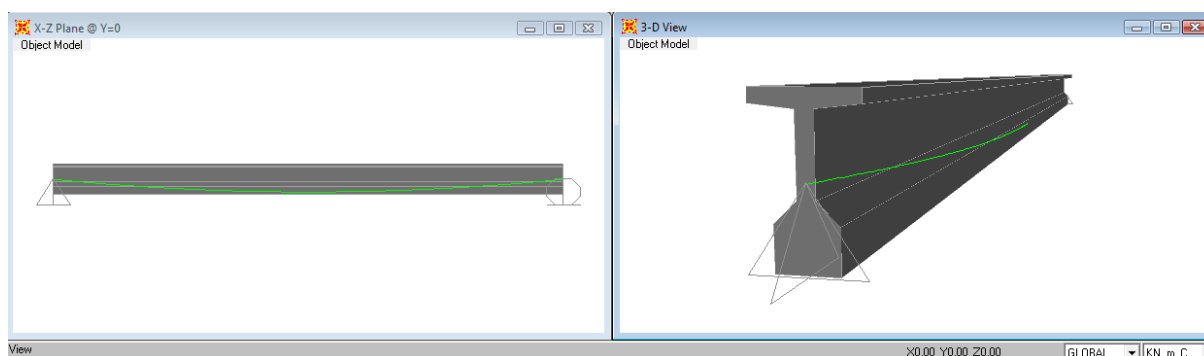 X-Z Plane @ Y=0
Object Model
3-D View
Object Model
View
X0.00 Y0.00 Z0.00
GLOBAL
KN, m, C